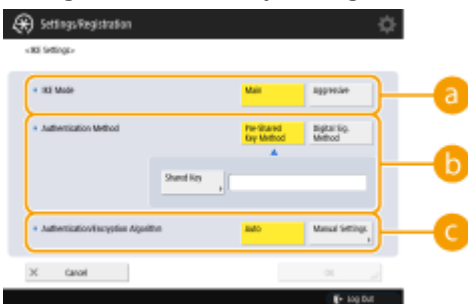 Settings/Registration
<IKE Settings>
IKE Mode
Main
Aggressive
a
Authentication Method
Pre-Shared
Key Method
Digital Sig.
Method
Shared Key
b
Authentication/Encryption Algorithm
Auto
Manual Settings
c
X Cancel
OK
Log Out